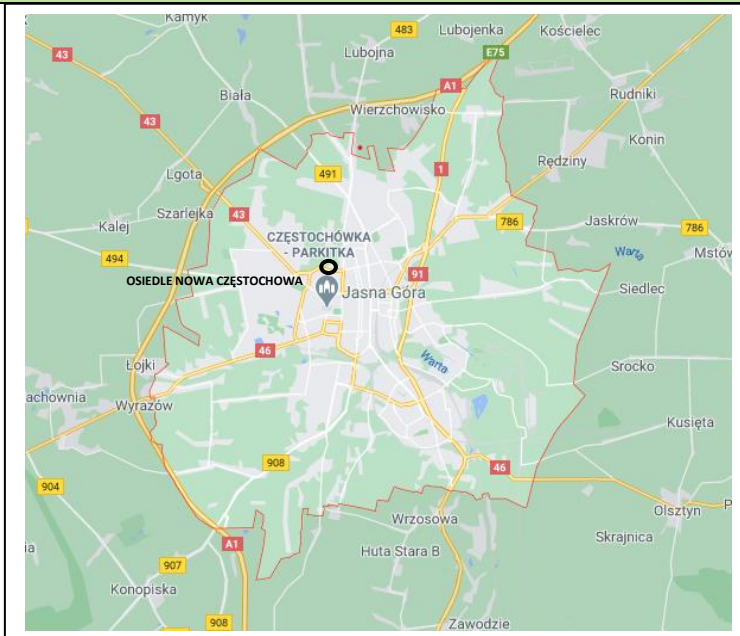 Kamyk
483
Lubojenka
Kościelec
43
Lubojna
E75
A1
Biała
Rudniki
Wierzchowisko
Konin
Rędziny
Lgota
491
1
Szarlejka
43
Kalej
786
Jaskrów
786
CZĘSTOCHÓWKA
- PARKITKA
Warta
Mstów
494
91
OSIEDLE NOWA CZĘSTOCHOWA
Jasna Góra
Siedlec
46
Łojki
Warta
Srocko
achownia
Wyrazów
Kusięta
908
46
904
Olsztyn
P
Wrzosowa
Skrajnica
A1
Huta Stara B
ia
907
Konopiska
908
Zawodzie